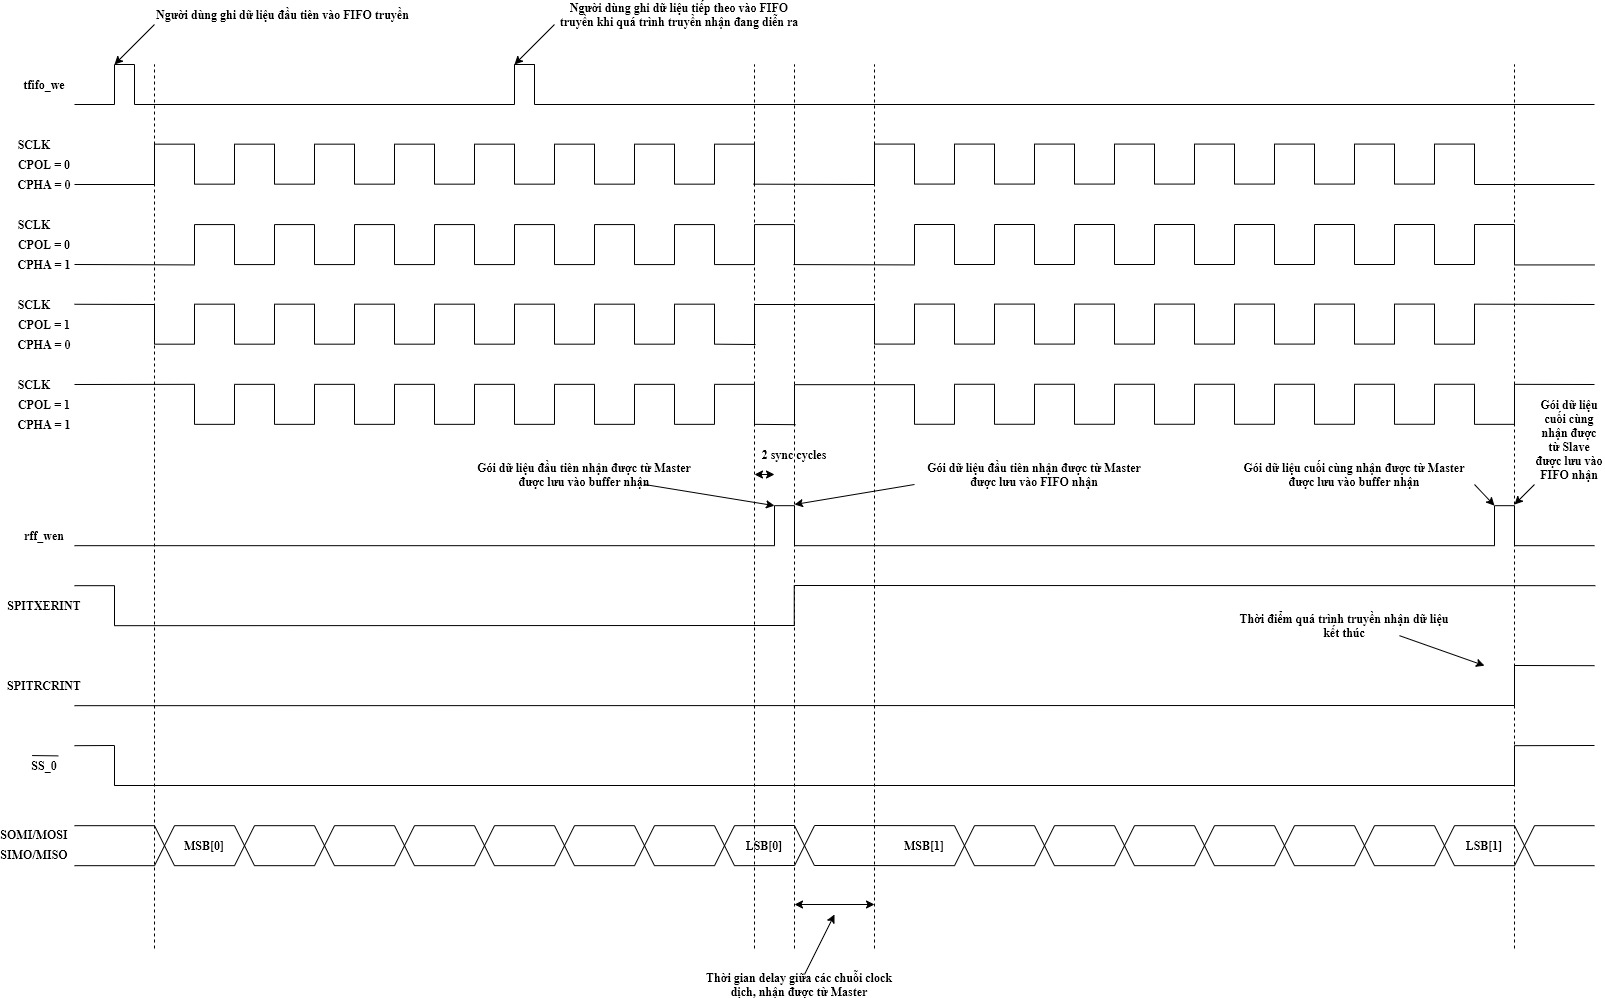 Người dùng ghi dữ liệu đầu tiên vào FIFO truyền
Người dùng ghi dữ liệu tiếp theo vào FIFO
truyền khi quá trình truyền nhận đang diễn ra
tfifo_we
SCLK
CPOL = 0
CPHA = 0
SCLK
CPOL = 0
CPHA = 1
SCLK
CPOL = 1
CPHA = 0
SCLK
CPOL = 1
CPHA = 1
Gói dữ liệu
cuối cùng
nhận được
từ Slave
được lưu vào
FIFO nhận
2 sync cycles
Gói dữ liệu đầu tiên nhận được từ Master
được lưu vào buffer nhận
Gói dữ liệu đầu tiên nhận được từ Master
được lưu vào FIFO nhận
Gói dữ liệu cuối cùng nhận được từ Master
được lưu vào buffer nhận
rff_wen
SPITXERINT
Thời điểm quá trình truyền nhận dữ liệu
kết thúc
SPITRCRINT
SS_0
SOMI/MOSI
SIMO/MISO
MSB[0]
LSB[0]
MSB[1]
LSB[1]
Thời gian delay giữa các chuỗi clock
dịch, nhận được từ Master